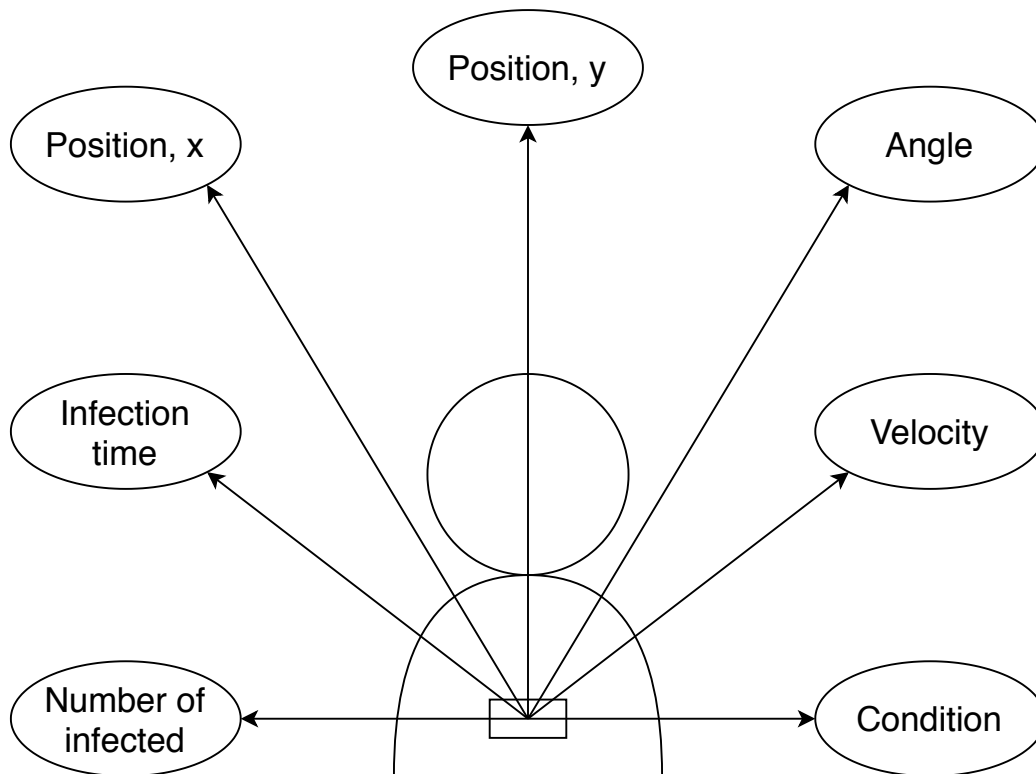 Position, y
Position, x
Angle
Infection
time
Velocity
Number of
infected
Condition